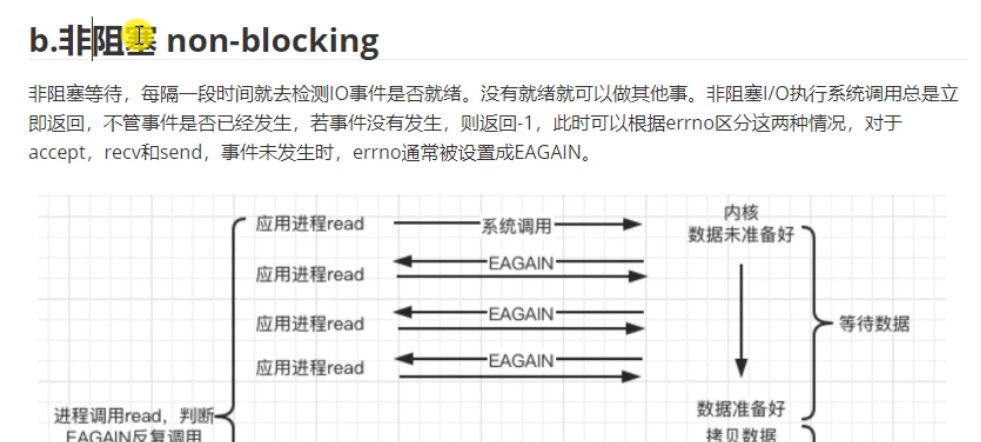 b.非阻塞 non-blocking
非阻塞等待，每隔一段时间就去检测IO事件是否就绪。没有就绪就可以做其他事。非阻塞I/O执行系统调用总是立
即返回，不管事件是否已经发生，若事件没有发生，则返回-1，此时可以根据errno区分这两种情况，对于
accept，recv和send，事件未发生时，errno通常被设置成EAGAIN。
应用进程read
系统调用
内核
数据未准备好
应用进程read
EAGAIN
应用进程read
EAGAIN
等待数据
应用进程read
EAGAIN
进程调用read，判断
EAGAIN反复调用
数据准备好
拷贝数据